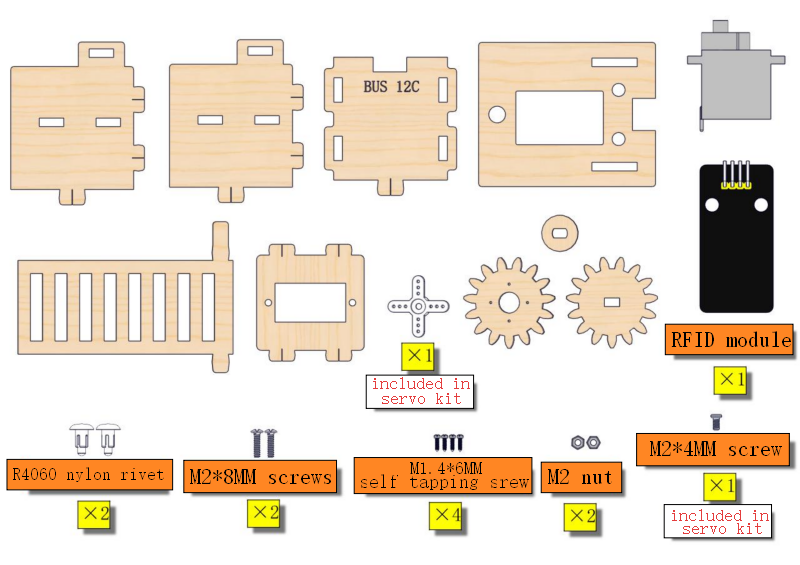 BUS 12C
×1
included in
servo kit
RFID module
×1
R4060 nylon rivet
×2
M2*8MM screws
×2
M1.4*6MM
self tapping srew
×4
M2 nut
×2
M2*4MM screw
×1
included in
servo kit